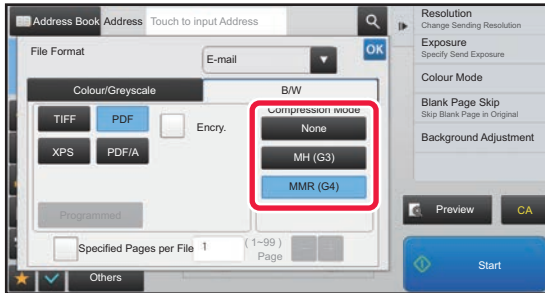 Address Book Address Touch to input Address
File Format
E-mail
OK
Colour/Greyscale
B/W
TIFF
PDF
Encry.
XPS
PDF/A
Programmed
Compression Mode
None
MH (G3)
MMR (G4)
Specified Pages per File 1 (1~99)
Page
Others
Resolution
Change Sending Resolution
Exposure
Specify Send Exposure
Colour Mode
Blank Page Skip
Skip Blank Page in Original
Background Adjustment
Preview
CA
Start